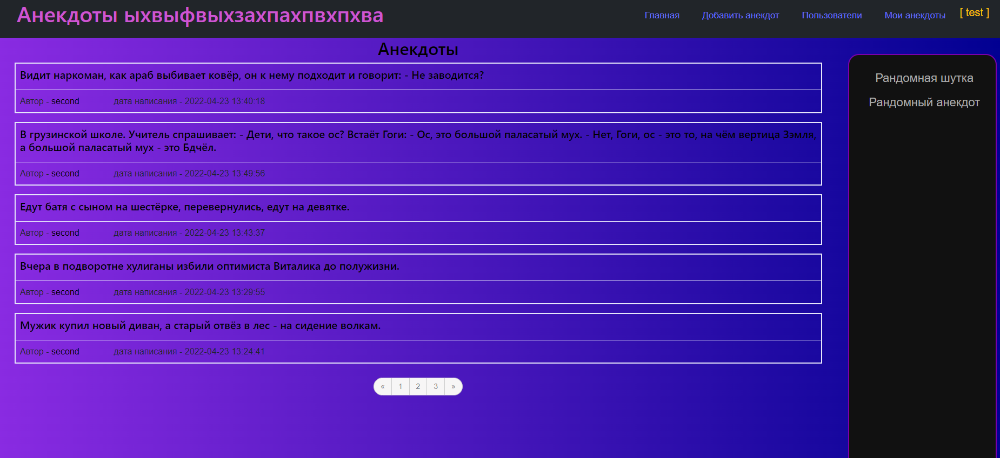 Анекдоты ыхвыфвыхзахпахпвхпхва
Главная
Добавить анекдот
Пользователи
Мои анекдоты
[ test ]
Анекдоты
Видит наркоман, как араб выбивает ковёр, он к нему подходит и говорит: - Не заводится?
Автор - second дата написания - 2022-04-23 13:40:18
В грузинской школе. Учитель спрашивает: - Дети, что такое ос? Встаёт Гоги: - Ос, это большой паласатый мух. - Нет, Гоги, ос - это то, на чём вертица Зэмля,
а большой паласатый мух - это Бдчёл.
Автор - second дата написания - 2022-04-23 13:49:56
Едут батя с сыном на шестёрке, перевернулись, едут на девятке.
Автор - second дата написания - 2022-04-23 13:43:37
Вчера в подворотне хулиганы избили оптимиста Виталика до полужизни.
Автор - second дата написания - 2022-04-23 13:29:55
Мужик купил новый диван, а старый отвёз в лес - на сидение волкам.
Автор - second дата написания - 2022-04-23 13:24:41
« 1 2 3 »
Рандомная шутка
Рандомный анекдот